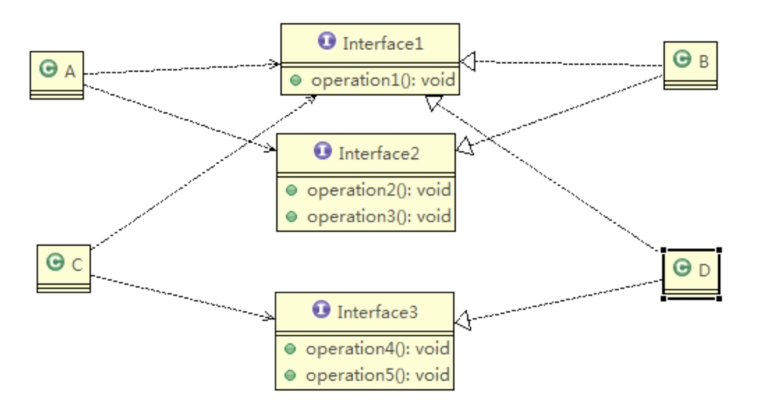 I Interface1
C A
C B
operation1(): void
I Interface2
operation2(): void
operation3(): void
C C
C D
I Interface3
operation4(): void
operation5(): void